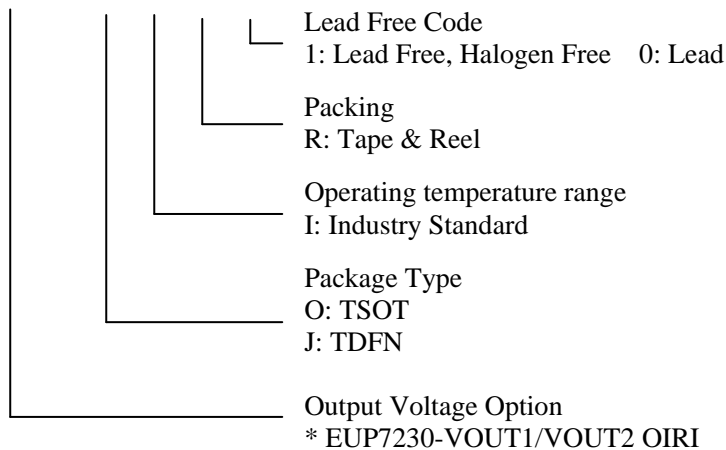 Lead Free Code
1: Lead Free, Halogen Free 0: Lead
Packing
R: Tape & Reel
Operating temperature range
I: Industry Standard
Package Type
O: TSOT
J: TDFN
Output Voltage Option
* EUP7230-VOUT1/VOUT2 OIRI